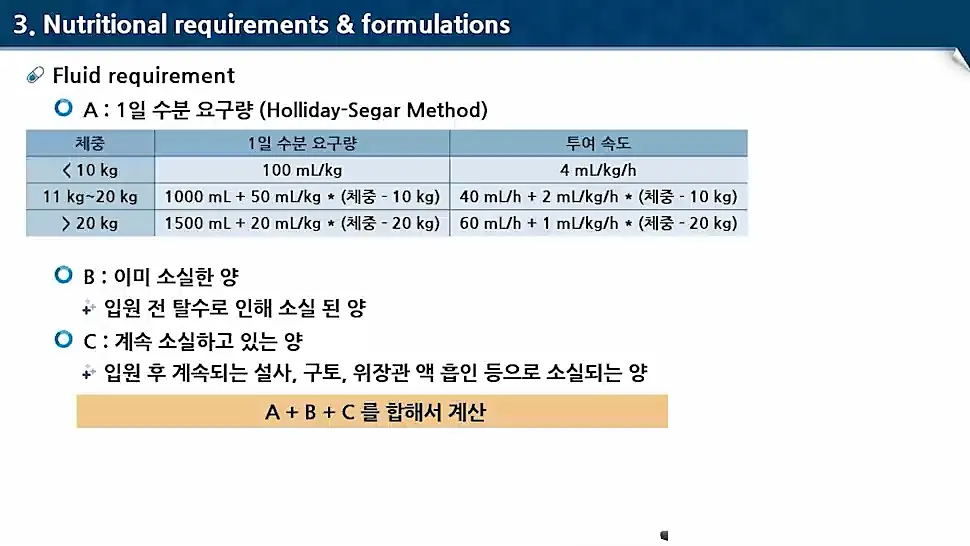 3. Nutritional requirements & formulations
Fluid requirement
A : 1일 수분 요구량 (Holliday-Segar Method)
체중 1일 수분 요구량 투여 속도
< 10 kg 100 mL/kg 4 mL/kg/h
11 kg~20 kg 1000 mL + 50 mL/kg * (체중 - 10 kg) 40 mL/h + 2 mL/kg/h * (체중 - 10 kg)
> 20 kg 1500 mL + 20 mL/kg * (체중 - 20 kg) 60 mL/h + 1 mL/kg/h * (체중 - 20 kg)
B : 이미 소실한 양
입원 전 탈수로 인해 소실 된 양
C : 계속 소실하고 있는 양
입원 후 계속되는 설사, 구토, 위장관 액 흡인 등으로 소실되는 양
A + B + C 를 합해서 계산